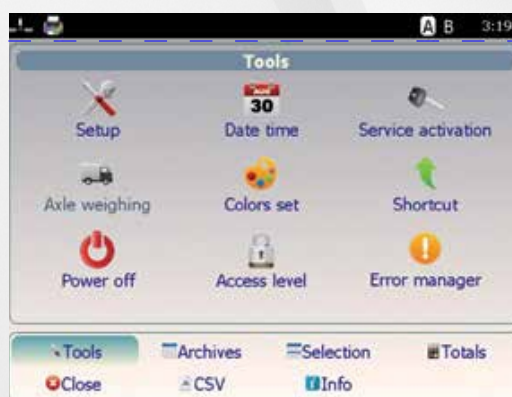 A B 3:19
Tools
30
Setup Date time Service activation
Axle weighing Colors set Shortcut
Power off Access level Error manager
Tools Archives Selection Totals
Close CSV Info